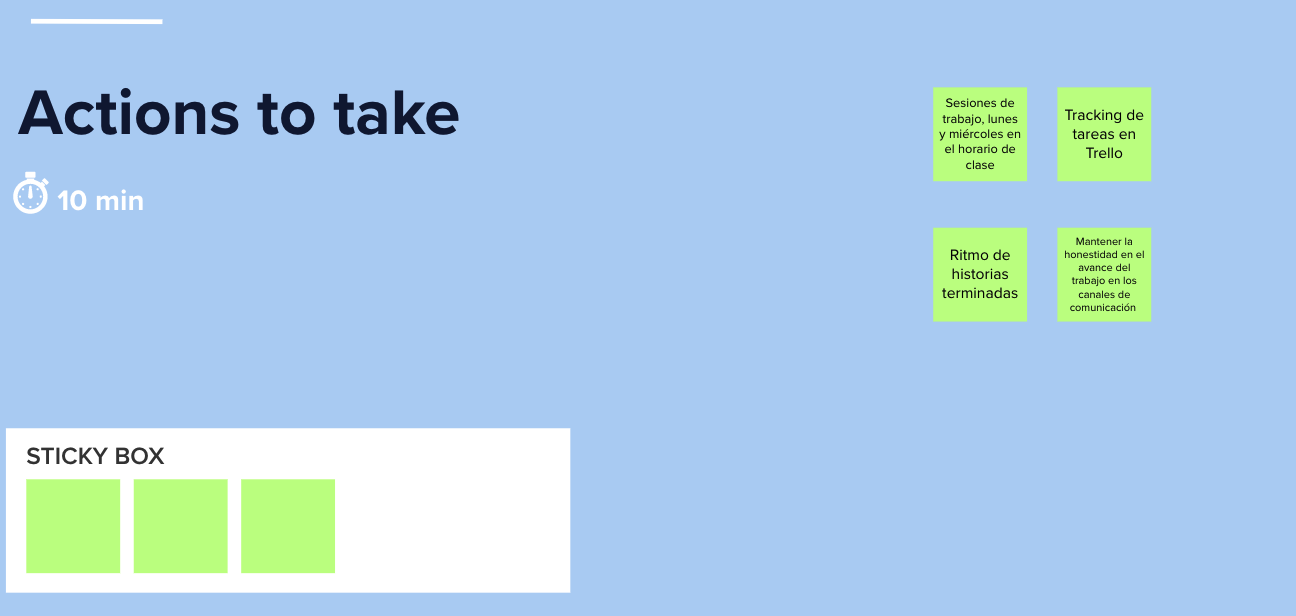 Actions to take
10 min
Sesiones de
trabajo, lunes
y miércoles en
el horario de
clase
Tracking de
tareas en
Trello
Ritmo de
historias
terminadas
Mantener la
honestidad en el
avance del
trabajo en los
canales de
comunicación
STICKY BOX